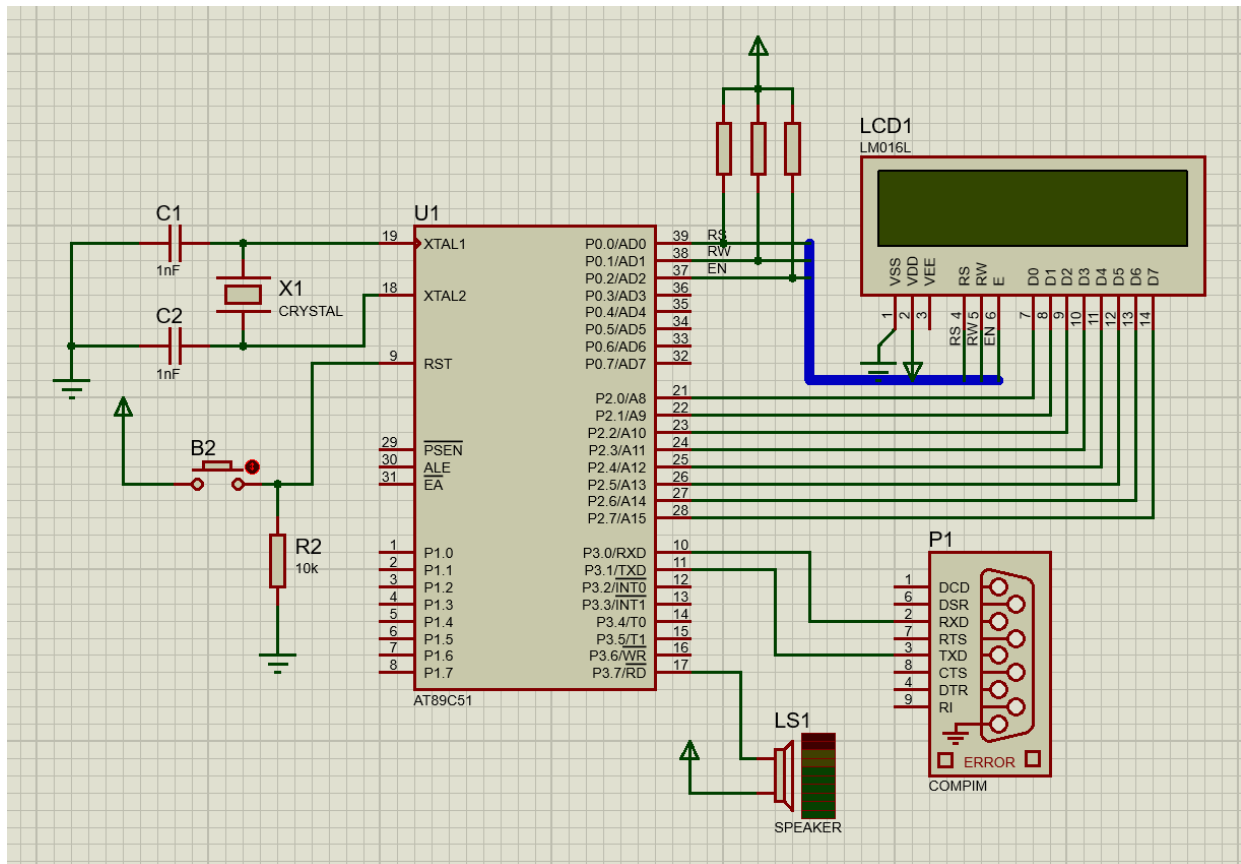 C1
1nF
X1
CRYSTAL
C2
1nF
B2
R2
10k
U1
19 XTAL1
18 XTAL2
9 RST
29 PSEN
30 ALE
31 EA
1 P1.0
2 P1.1
3 P1.2
4 P1.3
5 P1.4
6 P1.5
7 P1.6
8 P1.7
P0.0/AD0 39 RS
P0.1/AD1 38 RW
P0.2/AD2 37 EN
P0.3/AD3 36
P0.4/AD4 35
P0.5/AD5 34
P0.6/AD6 33
P0.7/AD7 32
P2.0/A8 21
P2.1/A9 22
P2.2/A10 23
P2.3/A11 24
P2.4/A12 25
P2.5/A13 26
P2.6/A14 27
P2.7/A15 28
P3.0/RXD 10
P3.1/TXD 11
P3.2/INT0 12
P3.3/INT1 13
P3.4/T0 14
P3.5/T1 15
P3.6/WR 16
P3.7/RD 17
AT89C51
LCD1
LM016L
VSS VDD VEE RS RW E D0 D1 D2 D3 D4 D5 D6 D7
1 2 3 4 5 6 7 8 9 10 11 12 13 14
RS RW EN
P1
1 DCD
6 DSR
2 RXD
7 RTS
3 TXD
8 CTS
4 DTR
9 RI
ERROR
COMPIM
LS1
SPEAKER